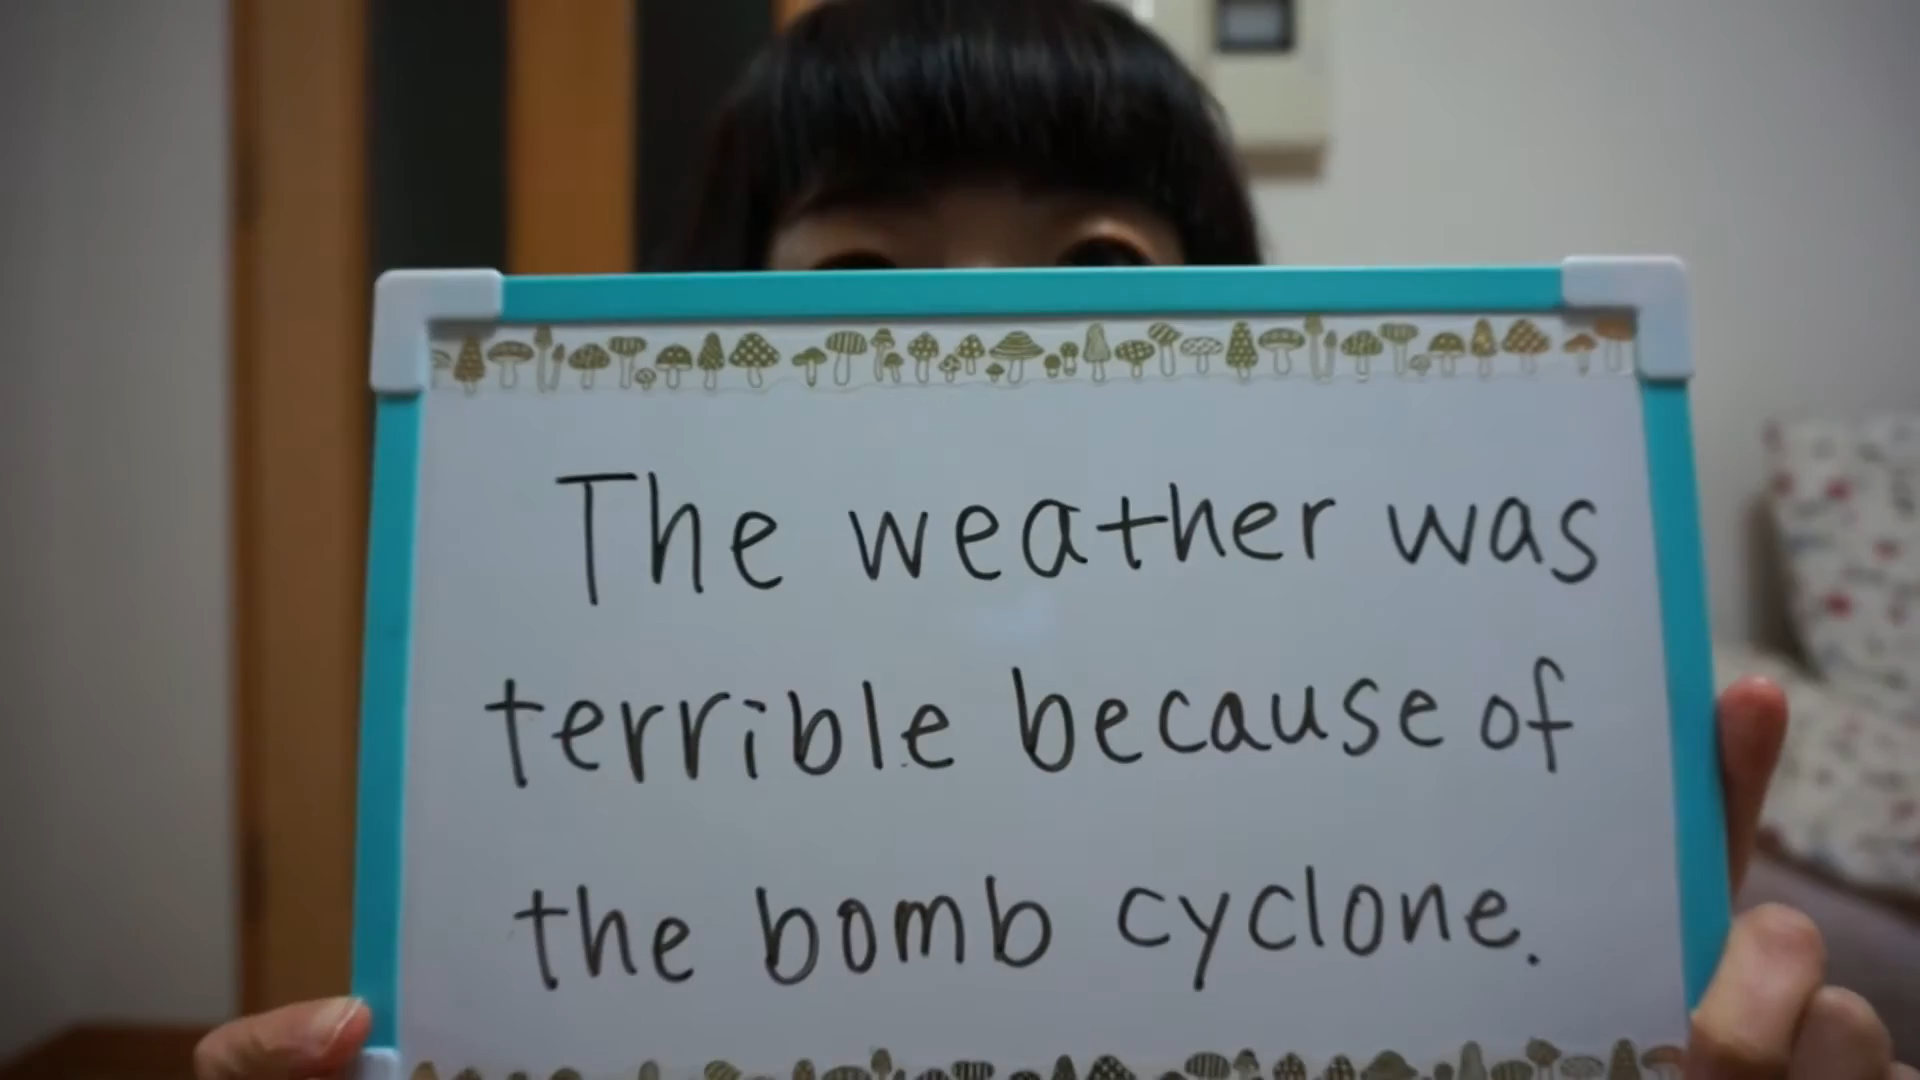 The weather was
terrible because of
the bomb cyclone.